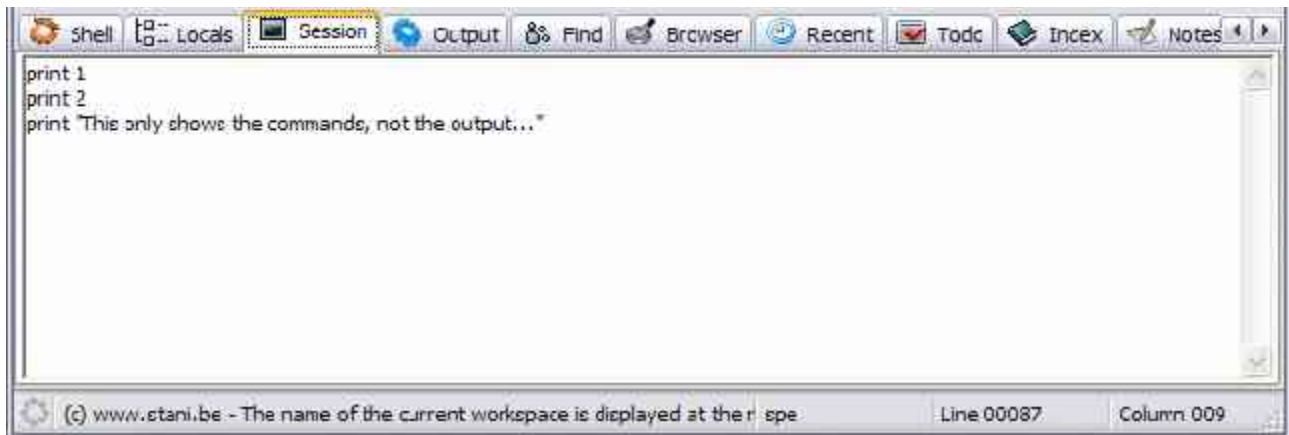 Shell Locals Session Output Find Browser Recent Todo Index Notes
print 1
print 2
print "This only shows the commands, not the output..."
(c) www.stani.be - The name of the current workspace is displayed at the r spe Line 00087 Column 009